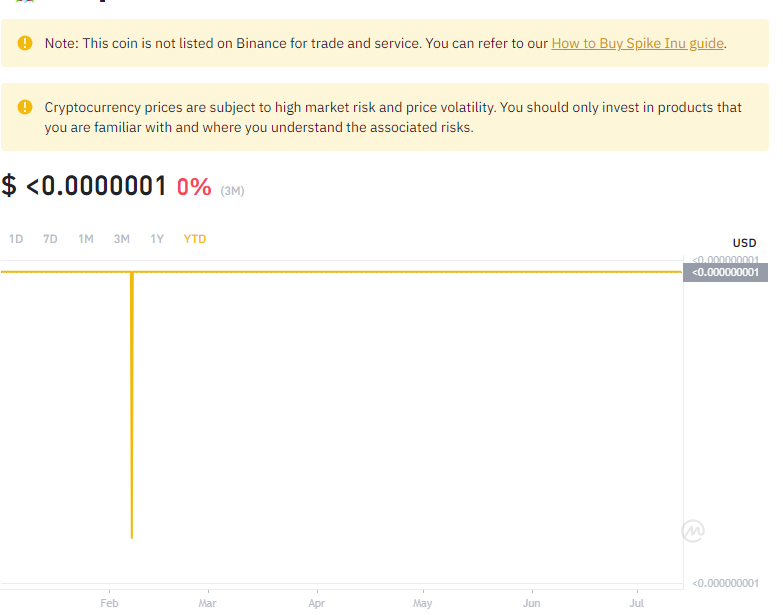 Note: This coin is not listed on Binance for trade and service. You can refer to our How to Buy Spike Inu guide.
Cryptocurrency prices are subject to high market risk and price volatility. You should only invest in products that
you are familiar with and where you understand the associated risks.
$ <0.0000001 0% (3M)
1D 7D 1M 3M 1Y YTD
USD
<0.000000001
<0.000000001
<0.000000001
Feb Mar Apr May Jun Jul